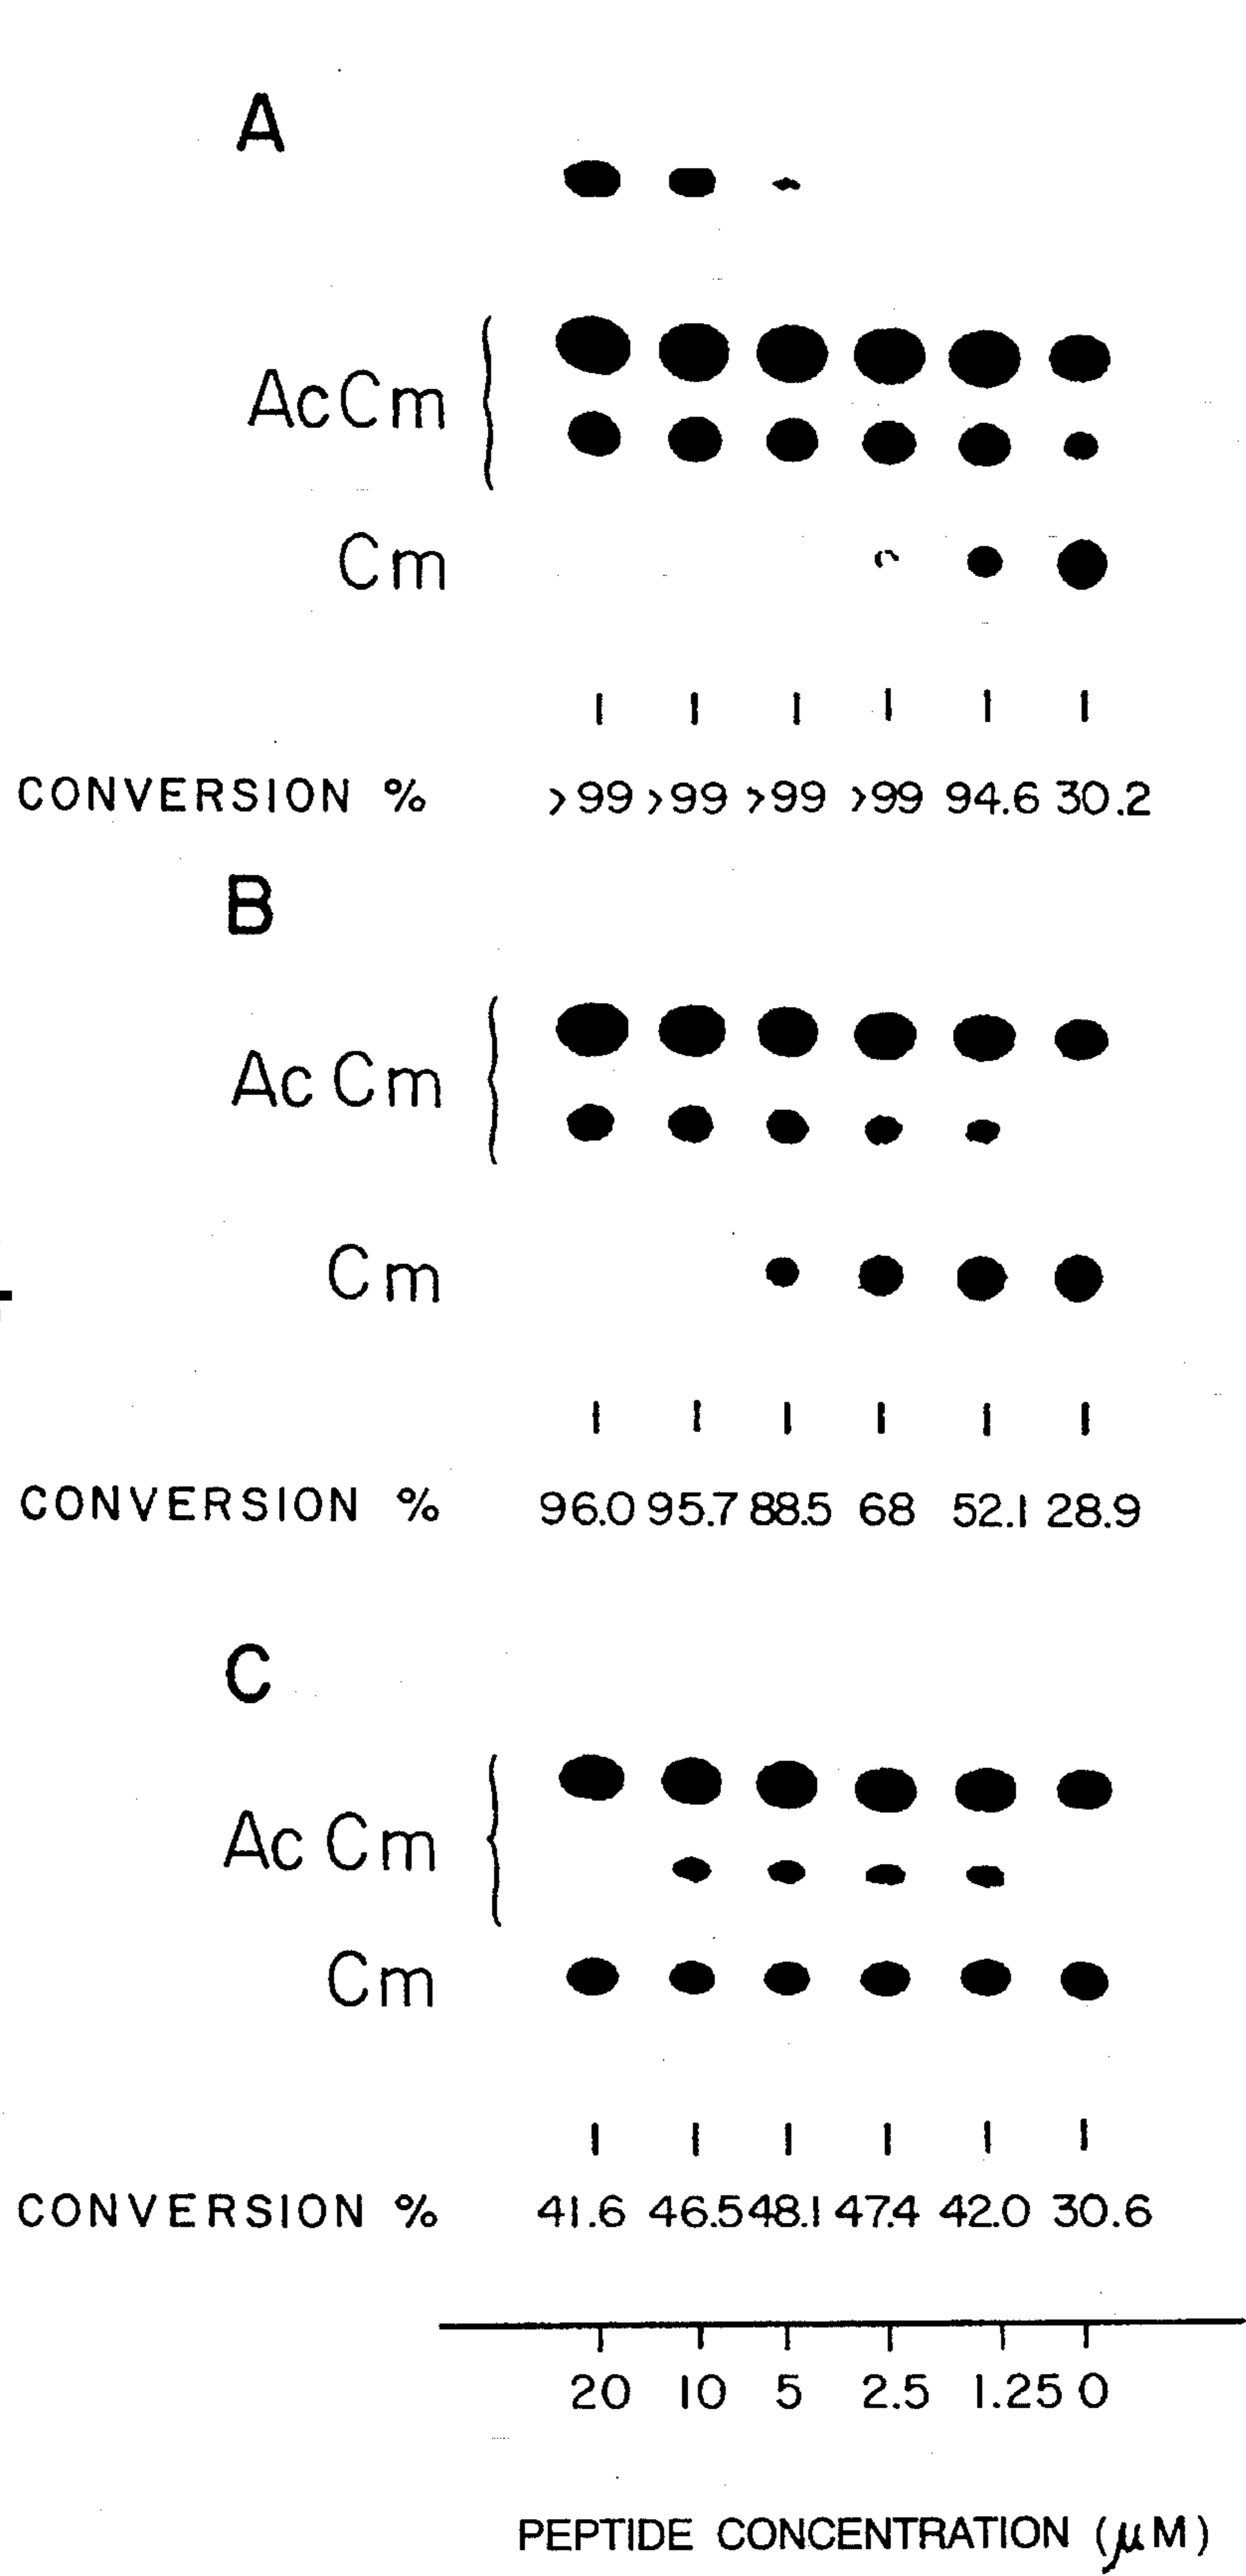 A
AcCm
Cm
CONVERSION % >99 >99 >99 >99 94.6 30.2
B
Ac Cm
Cm
CONVERSION % 96.0 95.7 88.5 68 52.1 28.9
C
Ac Cm
Cm
CONVERSION % 41.6 46.5 48.1 47.4 42.0 30.6
20 10 5 2.5 1.25 0
PEPTIDE CONCENTRATION (μM)